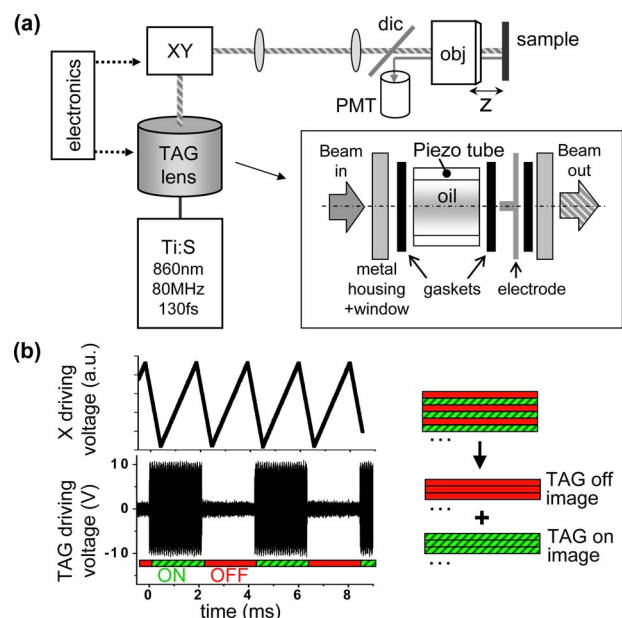 (a)
XY
dic
obj
sample
PMT
Z
electronics
TAG
lens
Ti:S
860nm
80MHz
130fs
Beam
in
Piezo tube
oil
Beam
out
metal
housing
+window
gaskets
electrode
(b)
X driving
voltage (a.u.)
TAG driving
voltage (V)
10
0
-10
ON
OFF
0
2
4
6
8
time (ms)
...
TAG off
image
...
+
TAG on
image
...